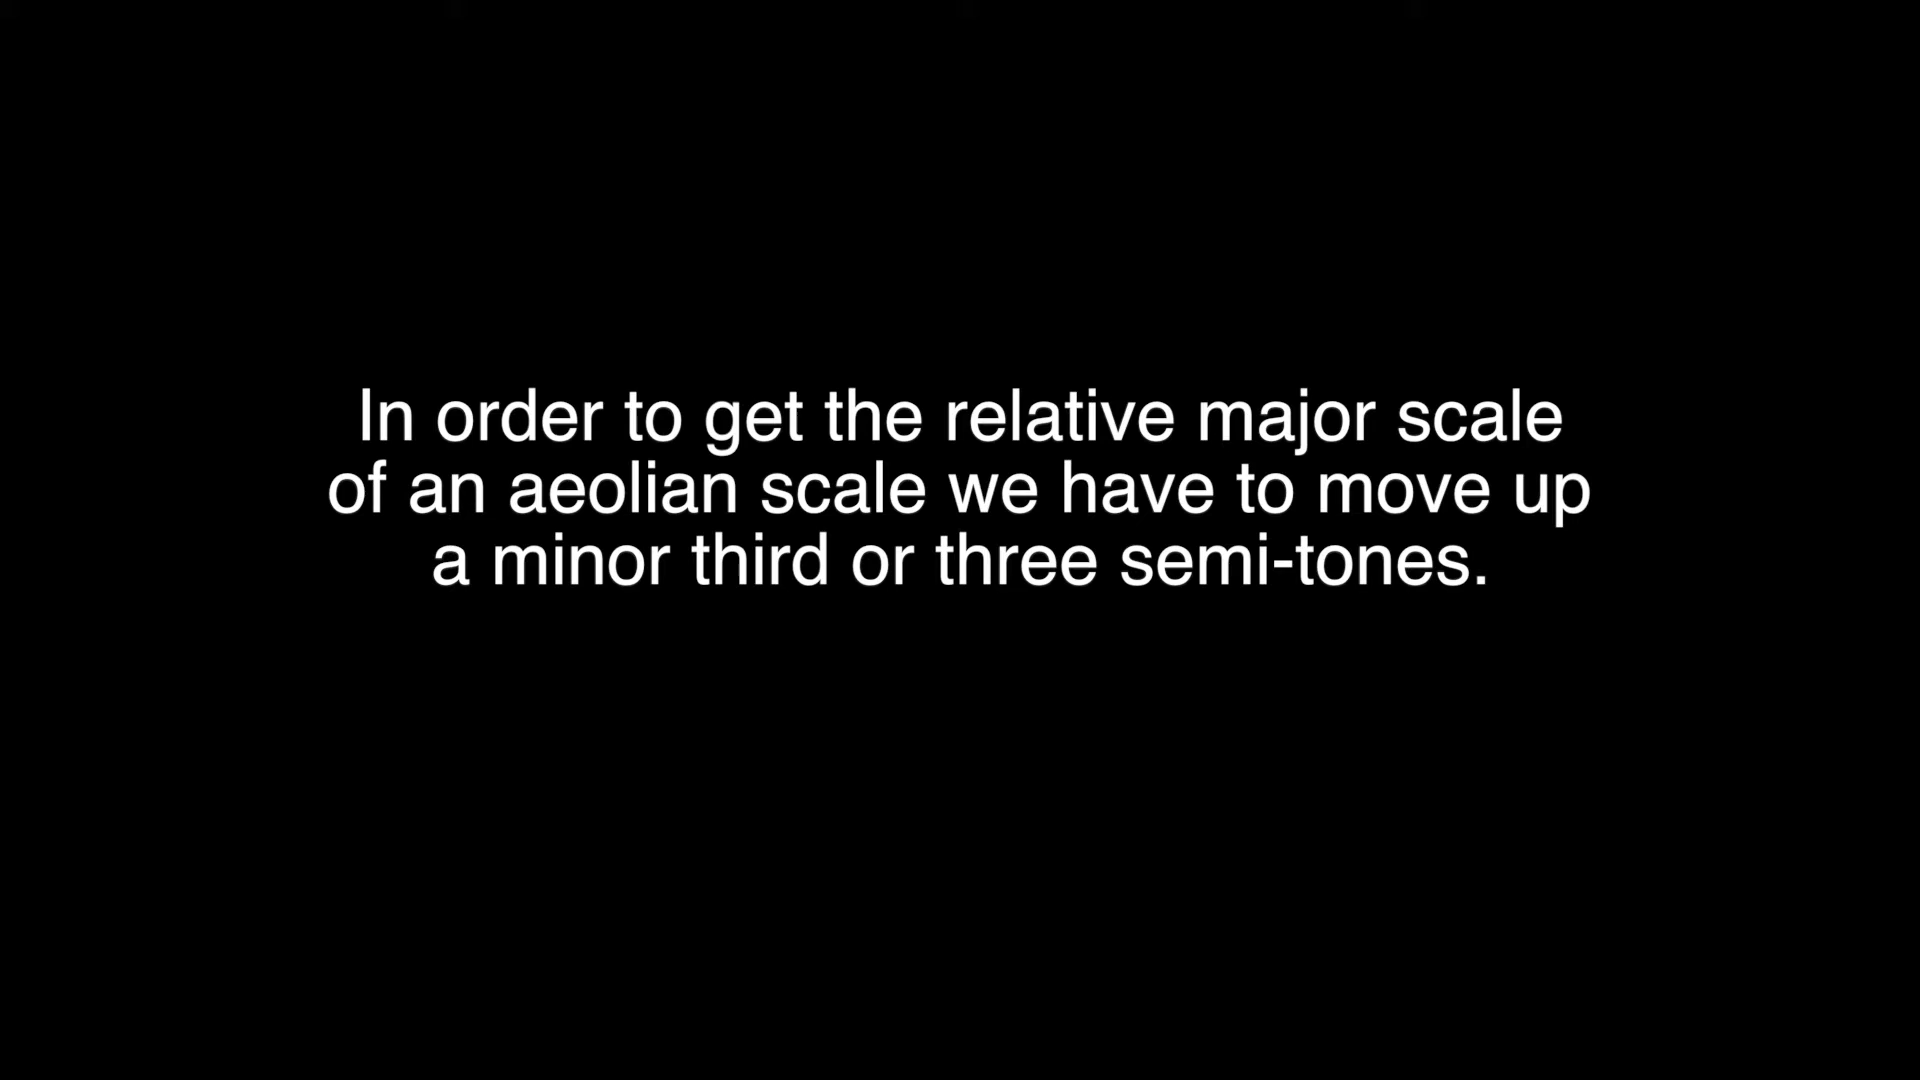 In order to get the relative major scale
of an aeolian scale we have to move up
a minor third or three semi-tones.